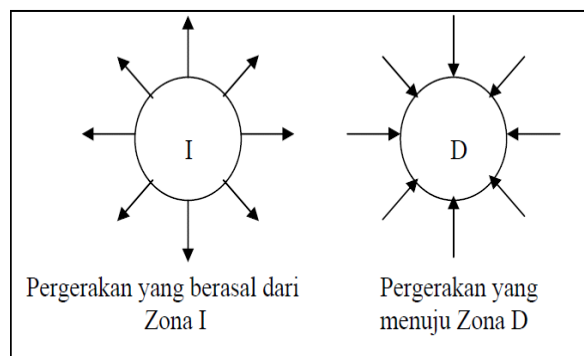 I
D
Pergerakan yang berasal dari
Zona I
Pergerakan yang
menuju Zona D